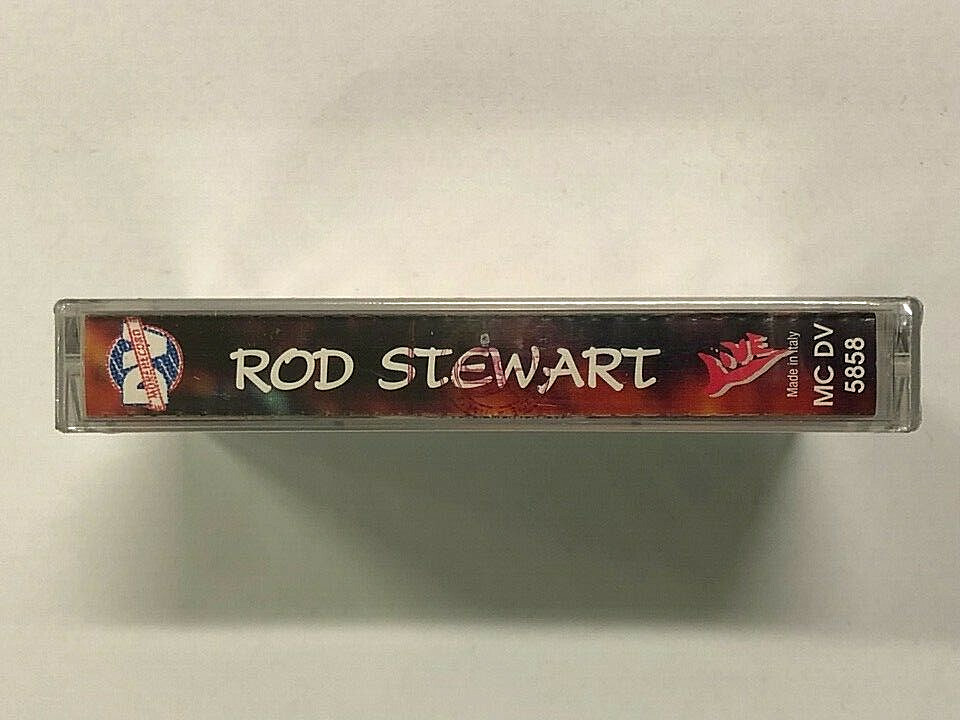 ROD STEWART
LIVE
Made in Italy
MC DV
5858